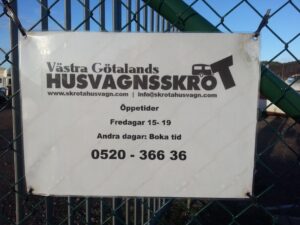 Västra Götalands
HUSVAGNSSKROT
www.skrotahusvagn.com | info@skrotahusvagn.com
Öppetider
Fredagar 15- 19
Andra dagar: Boka tid
0520 - 366 36